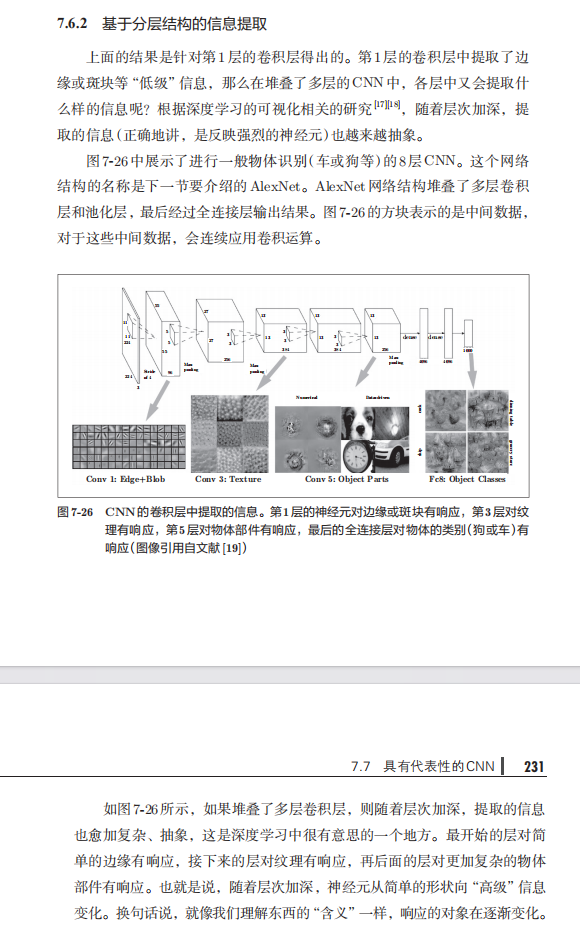 7.6.2 基于分层结构的信息提取
上面的结果是针对第1层的卷积层得出的。第1层的卷积层中提取了边
缘或斑块等“低级”信息，那么在堆叠了多层的CNN中，各层中又会提取什
么样的信息呢？根据深度学习的可视化相关的研究[17][18]，随着层次加深，提
取的信息（正确地讲，是反映强烈的神经元）也越来越抽象。
图7-26中展示了进行一般物体识别（车或狗等）的8层CNN。这个网络
结构的名称是下一节要介绍的AlexNet。AlexNet网络结构堆叠了多层卷积
层和池化层，最后经过全连接层输出结果。图7-26的方块表示的是中间数据，
对于这些中间数据，会连续应用卷积运算。
55
27
13
13
13
11
5
3
3
3
11
224
5
27
3
13
3
13
3
13
dense
dense
55
384
384
256
1000
256
4096
4096
Stride
of 4
96
Max
pooling
Max
pooling
Max
pooling
224
3
Numerical
Data-driven
Conv 1: Edge+Blob
Conv 3: Texture
Conv 5: Object Parts
Fc8: Object Classes
图7-26 CNN的卷积层中提取的信息。第1层的神经元对边缘或斑块有响应，第3层对纹
理有响应，第5层对物体部件有响应，最后的全连接层对物体的类别（狗或车）有
响应（图像引用自文献[19]）
7.7 具有代表性的CNN 231
如图7-26所示，如果堆叠了多层卷积层，则随着层次加深，提取的信息
也愈加复杂、抽象，这是深度学习中很有意思的一个地方。最开始的层对简
单的边缘有响应，接下来的层对纹理有响应，再后面的层对更加复杂的物体
部件有响应。也就是说，随着层次加深，神经元从简单的形状向“高级”信息
变化。换句话说，就像我们理解东西的“含义”一样，响应的对象在逐渐变化。